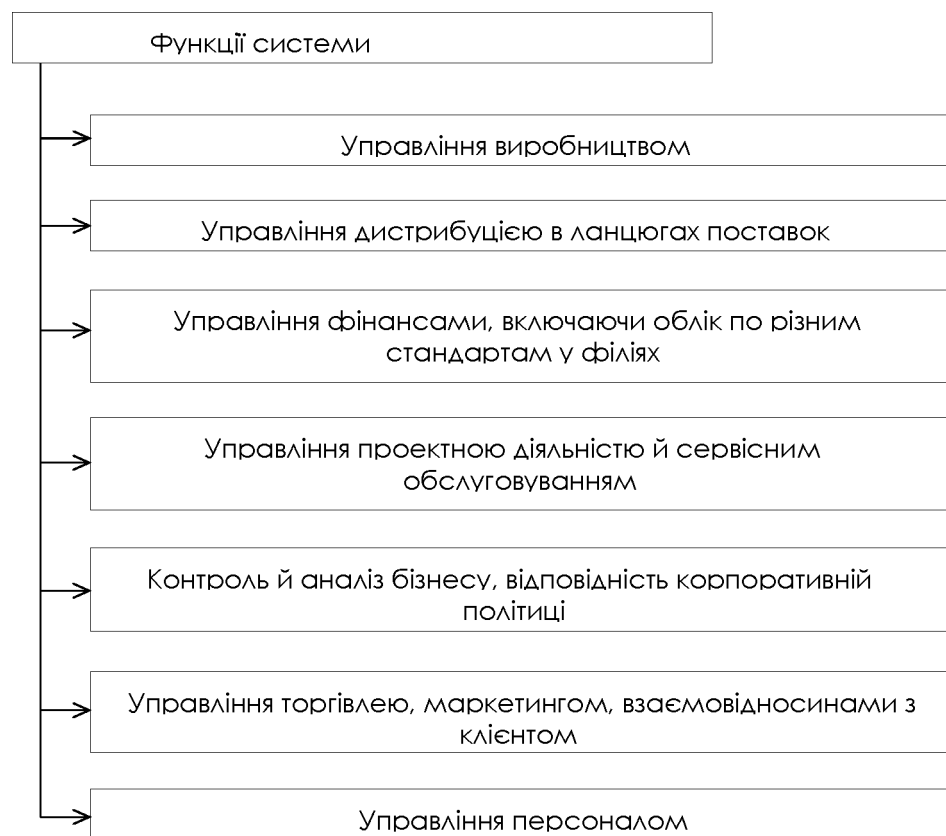 Функції системи
Управління виробництвом
Управління дистрибуцією в ланцюгах поставок
Управління фінансами, включаючи облік по різним
стандартам у філіях
Управління проектною діяльністю й сервісним
обслуговуванням
Контроль й аналіз бізнесу, відповідність корпоративній
політиці
Управління торгівлею, маркетингом, взаємовідносинами з
клієнтом
Управління персоналом